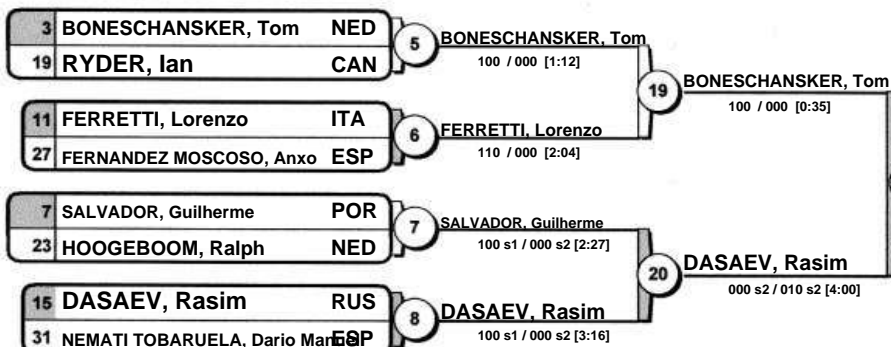 3 BONESCHANSKER, Tom NED
19 RYDER, Ian CAN
5
BONESCHANSKER, Tom
100 / 000 [1:12]
11 FERRETTI, Lorenzo ITA
27 FERNANDEZ MOSCOSO, Anxo ESP
6
FERRETTI, Lorenzo
110 / 000 [2:04]
19
BONESCHANSKER, Tom
100 / 000 [0:35]
7 SALVADOR, Guilherme POR
23 HOOGEBOOM, Ralph NED
7
SALVADOR, Guilherme
100 s1 / 000 s2 [2:27]
15 DASAEV, Rasim RUS
31 NEMATI TOBARUELA, Dario Manuel ESP
8
DASAEV, Rasim
100 s1 / 000 s2 [3:16]
20
DASAEV, Rasim
000 s2 / 010 s2 [4:00]